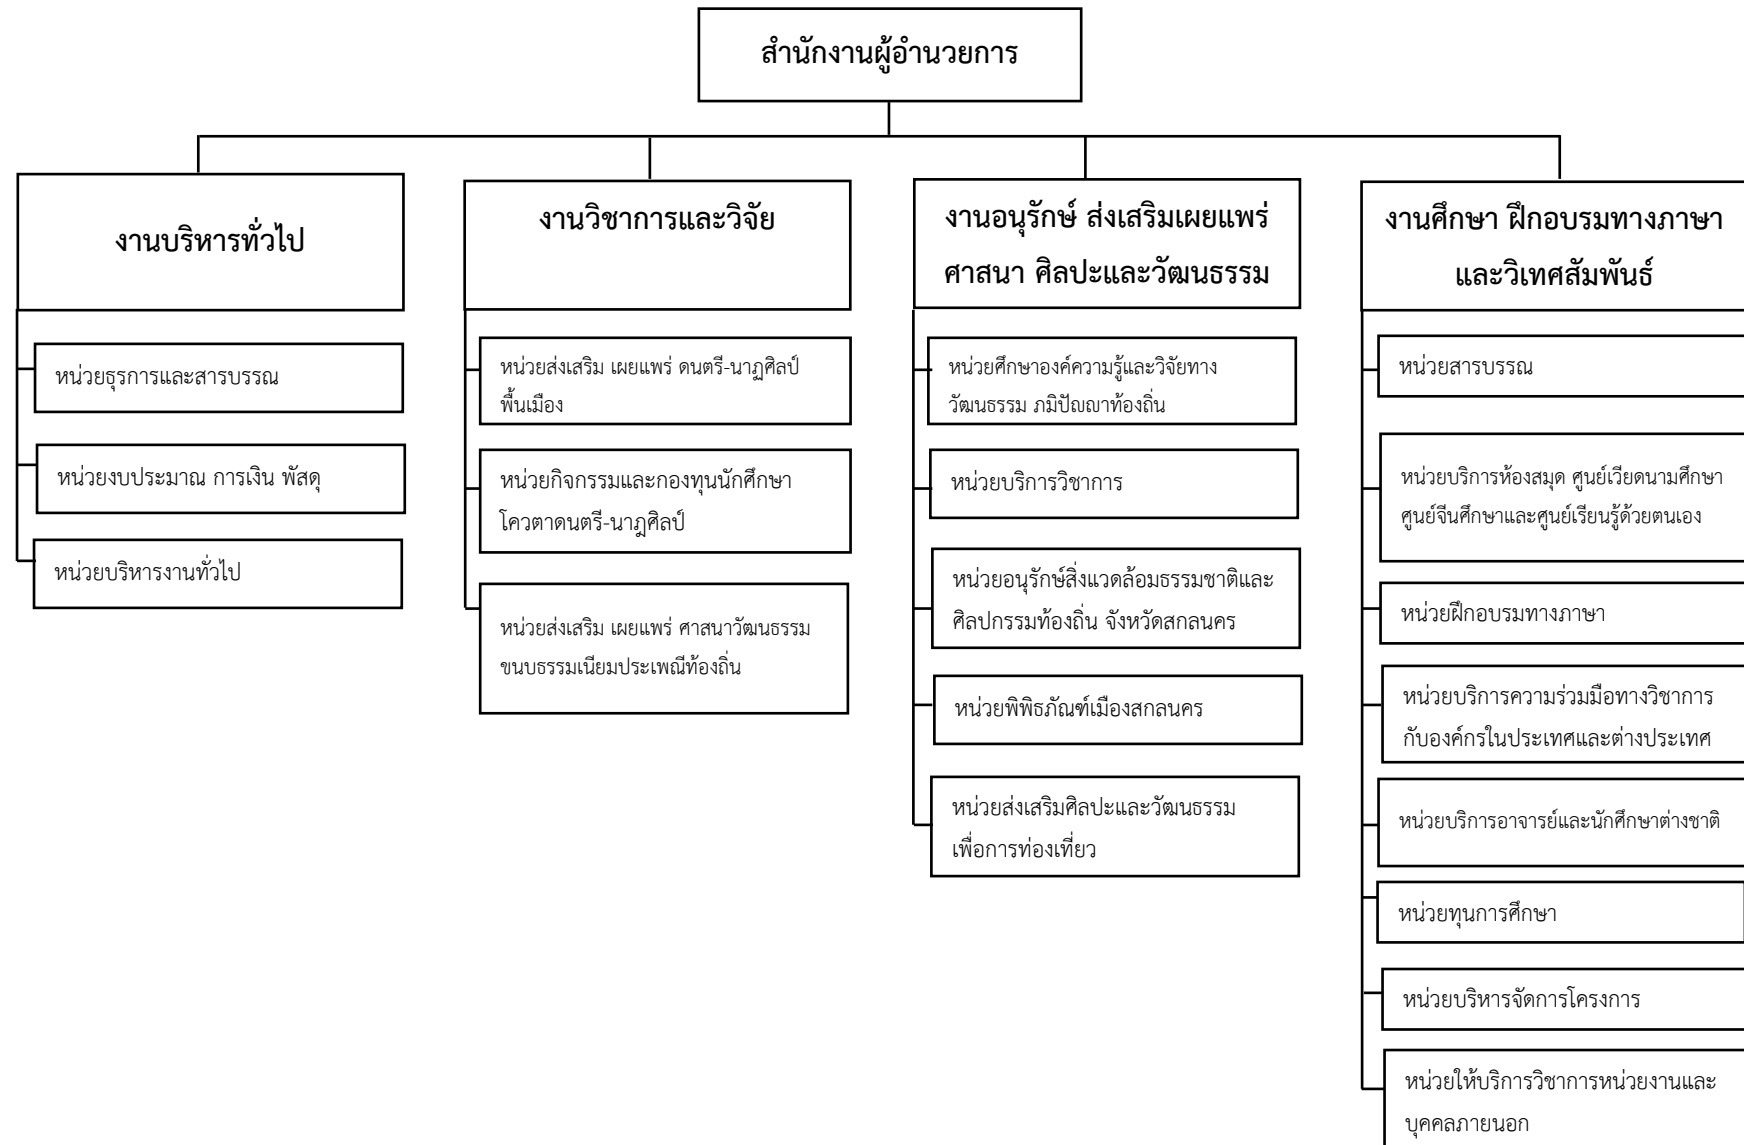 สำนักงานผู้อำนวยการ
งานบริหารทั่วไป
หน่วยธุรการและสารบรรณ
หน่วยงบประมาณ การเงิน พัสดุ
หน่วยบริหารงานทั่วไป
งานวิชาการและวิจัย
หน่วยส่งเสริม เผยแพร่ ดนตรี-นาฏศิลป์
พื้นเมือง
หน่วยกิจกรรมและกองทุนนักศึกษา
โควตาดนตรี-นาฎศิลป์
หน่วยส่งเสริม เผยแพร่ ศาสนาวัฒนธรรม
ขนบธรรมเนียมประเพณีท้องถิ่น
งานอนุรักษ์ ส่งเสริมเผยแพร่
ศาสนา ศิลปะและวัฒนธรรม
หน่วยศึกษาองค์ความรู้และวิจัยทาง
วัฒนธรรม ภูมิปัญญาท้องถิ่น
หน่วยบริการวิชาการ
หน่วยอนุรักษ์สิ่งแวดล้อมธรรมชาติและ
ศิลปกรรมท้องถิ่น จังหวัดสกลนคร
หน่วยพิพิธภัณฑ์เมืองสกลนคร
หน่วยส่งเสริมศิลปะและวัฒนธรรม
เพื่อการท่องเที่ยว
งานศึกษา ฝึกอบรมทางภาษา
และวิเทศสัมพันธ์
หน่วยสารบรรณ
หน่วยบริการห้องสมุด ศูนย์เวียดนามศึกษา
ศูนย์จีนศึกษาและศูนย์เรียนรู้ด้วยตนเอง
หน่วยฝึกอบรมทางภาษา
หน่วยบริการความร่วมมือทางวิชาการ
กับองค์กรในประเทศและต่างประเทศ
หน่วยบริการอาจารย์และนักศึกษาต่างชาติ
หน่วยทุนการศึกษา
หน่วยบริหารจัดการโครงการ
หน่วยให้บริการวิชาการหน่วยงานและ
บุคคลภายนอก